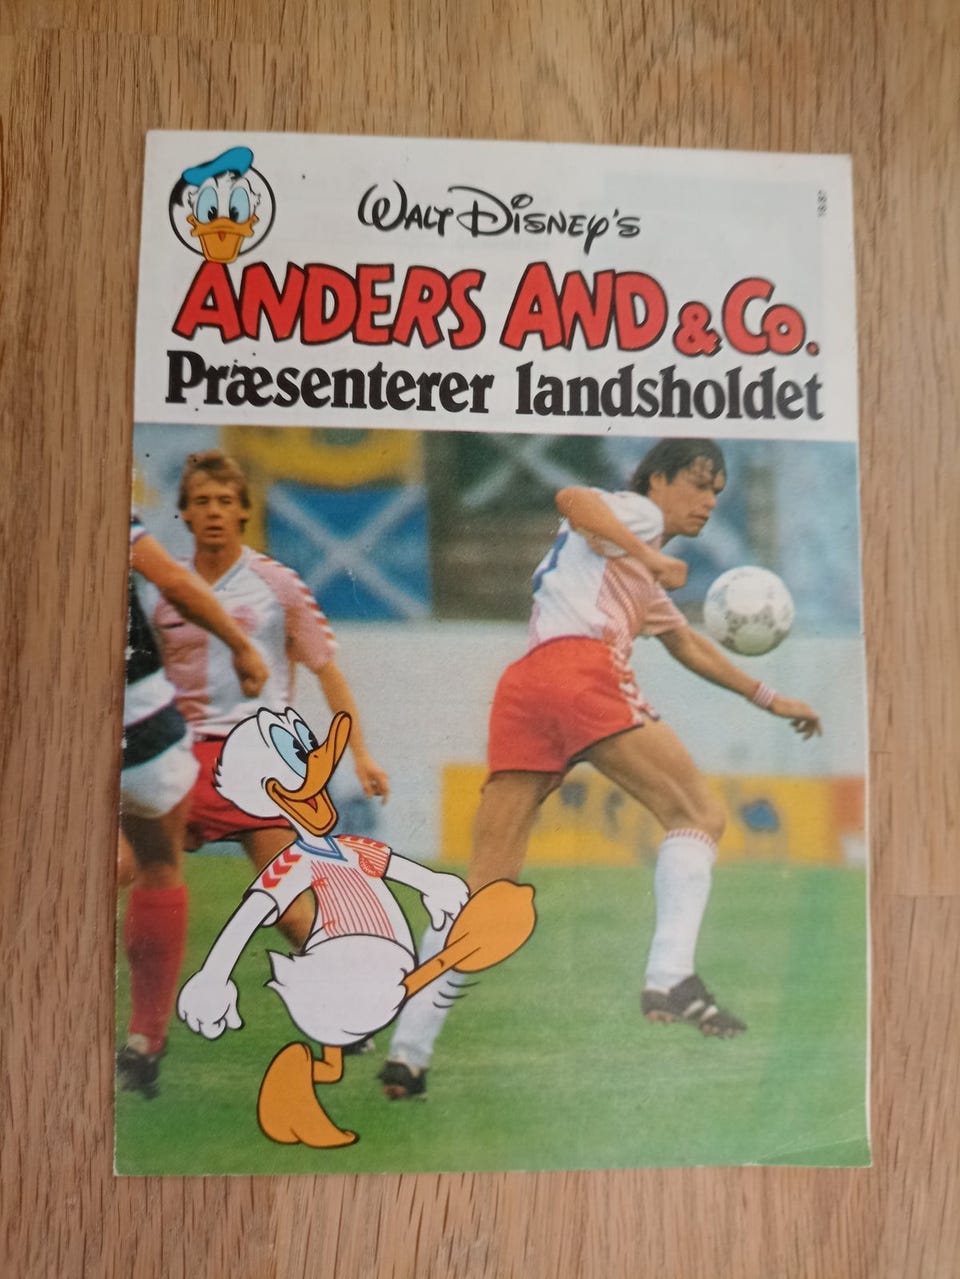 WALT DISNEY'S
ANDERS AND & Co.
Præsenterer landsholdet